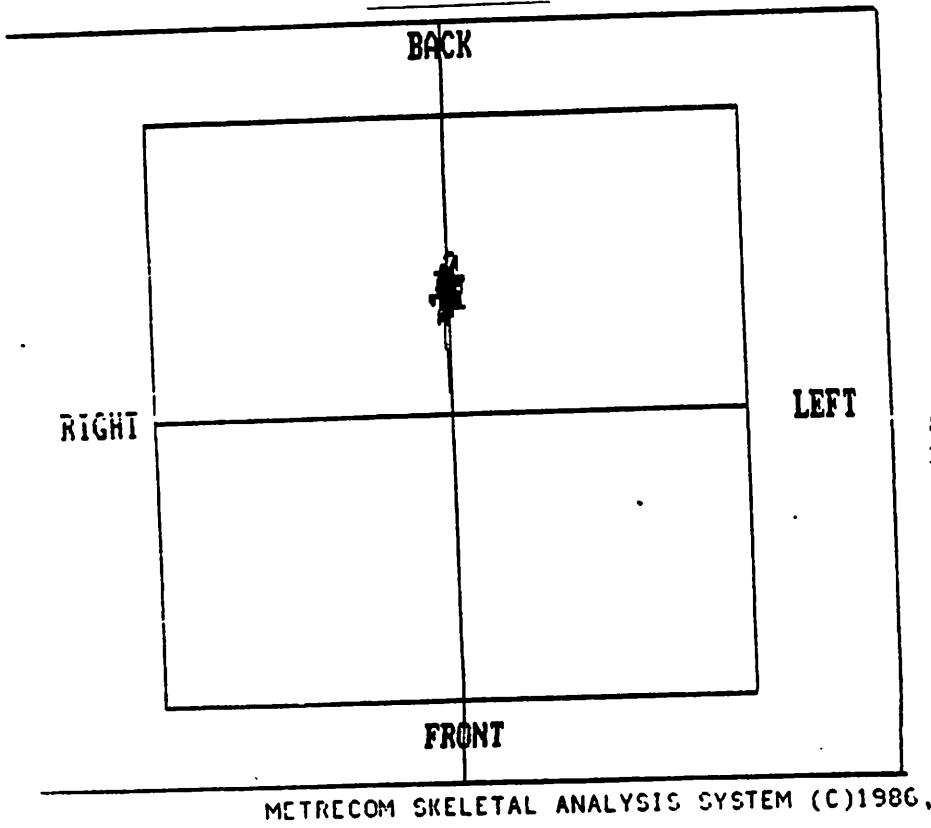 BACK
RIGHT
LEFT
FRONT
METRECOM SKELETAL ANALYSIS SYSTEM (C)1986,